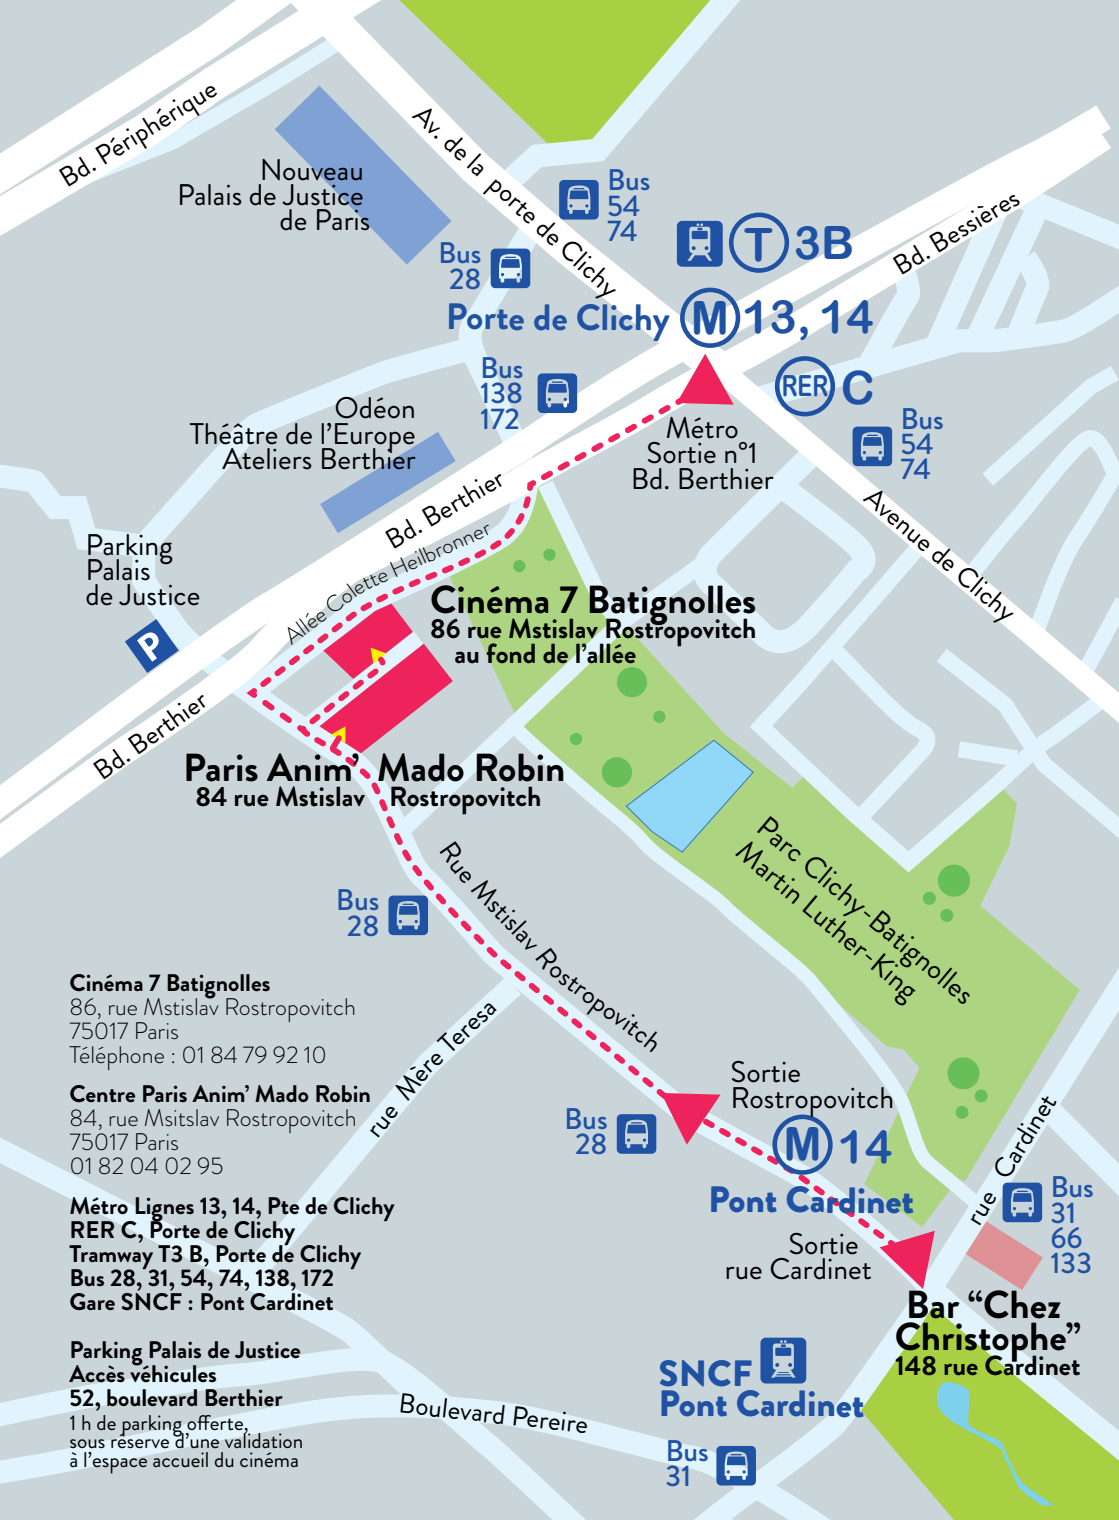 Bd. Périphérique
Nouveau
Palais de Justice
de Paris
Av. de la porte de Clichy
Bus
54
74
Bus
28
T 3B
Bd. Bessières
Porte de Clichy M 13, 14
RER C
Bus
138
172
Odéon
Théâtre de l'Europe
Ateliers Berthier
Métro
Sortie n°1
Bd. Berthier
Bus
54
74
Avenue de Clichy
Bd. Berthier
Allée Colette Heilbronner
Parking
Palais
de Justice
P
Bd. Berthier
Cinéma 7 Batignolles
86 rue Mstislav Rostropovitch
au fond de l'allée
Paris Anim' Mado Robin
84 rue Mstislav Rostropovitch
Parc Clichy-Batignolles
Martin Luther-King
Rue Mstislav Rostropovitch
Bus
28
rue Mère Teresa
Cinéma 7 Batignolles
86, rue Mstislav Rostropovitch
75017 Paris
Téléphone : 01 84 79 92 10
Centre Paris Anim' Mado Robin
84, rue Msitslav Rostropovitch
75017 Paris
01 82 04 02 95
Métro Lignes 13, 14, Pte de Clichy
RER C, Porte de Clichy
Tramway T3 B, Porte de Clichy
Bus 28, 31, 54, 74, 138, 172
Gare SNCF : Pont Cardinet
Parking Palais de Justice
Accès véhicules
52, boulevard Berthier
1 h de parking offerte,
sous réserve d'une validation
à l'espace accueil du cinéma
Sortie
Rostropovitch
M 14
Pont Cardinet
Bus
28
Sortie
rue Cardinet
rue Cardinet
Bus
31
66
133
Bar “Chez
Christophe”
148 rue Cardinet
SNCF
Pont Cardinet
Boulevard Pereire
Bus
31